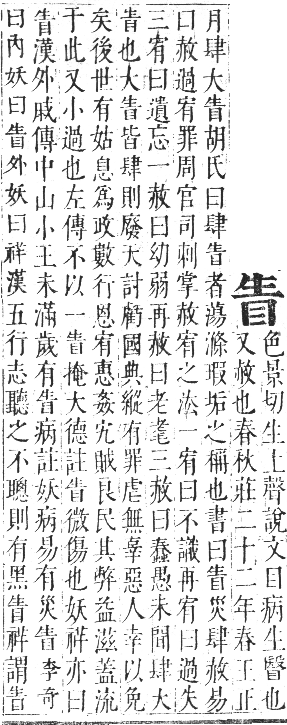 眚
色景切生上聲說文目病生瞖也
又赦也春秋莊二十二年春王正
月肆大眚胡氏曰肆眚者蕩滌瑕垢之稱也書曰眚災肆赦易
曰赦過宥罪周官司刺掌赦宥之法一宥曰不識再宥曰過失
三宥曰遺忘一赦曰幼弱再赦曰老耄三赦曰蠢愚未聞肆大
眚也大眚皆肆則廢天討虧國典縱有罪虐無辜惡人幸以免
矣後世有姑息爲政數行恩宥惠姦宄賊良民其弊益滋蓋流
于此又小過也左傳不以一眚掩大德註眚微傷也妖祥亦曰
眚漢外戚傳中山小王未滿歲有眚病註妖病易有災眚李奇
曰內妖曰眚外妖曰祥漢五行志聽之不聰則有黑眚祥謂眚